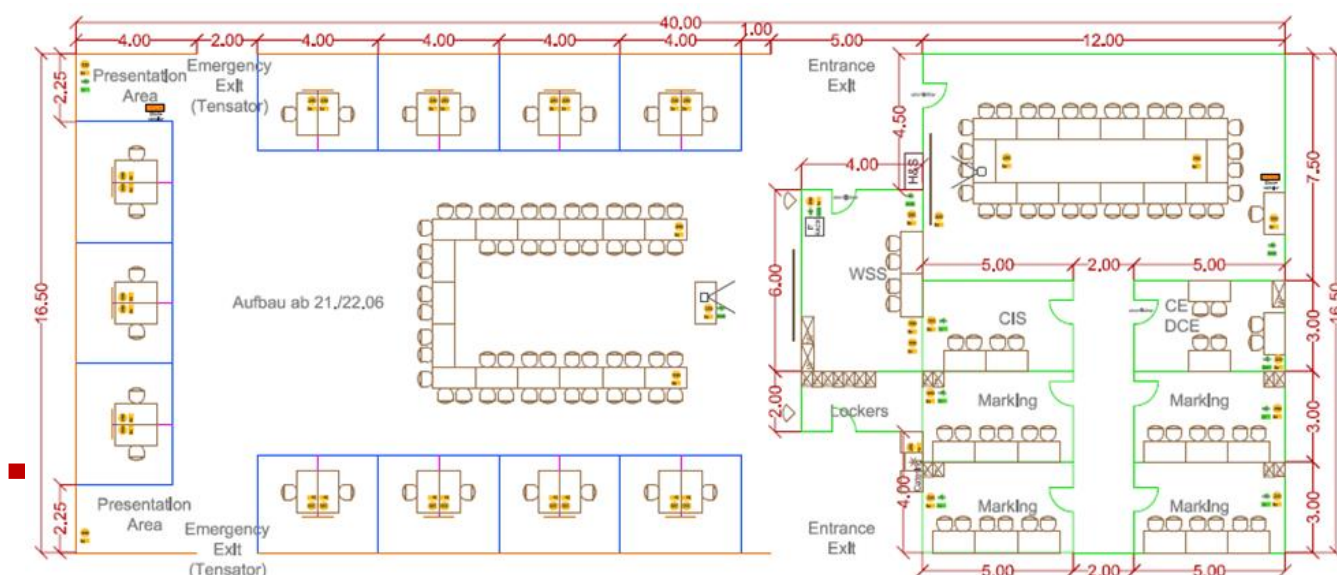 40.00
4.00
2.00
4.00
4.00
4.00
4.00
1.00
5.00
12.00
2.25
Presentation
Area
Emergency
Exit
(Tensator)
Entrance
Exit
4.50
4.00
H&S
7.50
16.50
16.50
Aufbau ab 21./22.06
6.00
WSS
5.00
2.00
5.00
CIS
CE
DCE
3.00
2.00
Lockers
Marking
Marking
3.00
4.00
Marking
Marking
3.00
2.25
Presentation
Area
Emergency
Exit
(Tensator)
Entrance
Exit
5.00
2.00
5.00